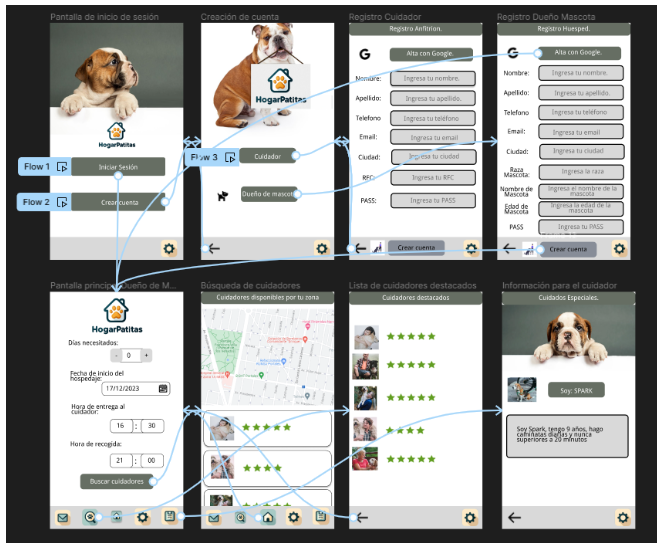 Pantalla de inicio de sesión
HogarPatitas
Flow 1
Iniciar Sesión
Flow 2
Crear cuenta
Creación de cuenta
HogarPatitas
Flow 3
Cuidador
Dueño de mascota
Registro Cuidador
Registro Anfitrion.
G
Alta con Google.
Nombre:
Ingresa tu nombre.
Apellido:
Ingresa tu apellido.
Telefono
Ingresa tu teléfono
Email:
Ingresa tu email
Ciudad:
Ingresa tu ciudad
RFC:
Ingresa tu RFC
PASS:
Ingresa tu PASS
Crear cuenta
Registro Dueño Mascota
Registro Huesped.
G
Alta con Google.
Nombre:
Ingresa tu nombre.
Apellido:
Ingresa tu apellido.
Telefono
Ingresa tu teléfono
Email:
Ingresa tu email
Ciudad:
Ingresa tu ciudad
Raza
Mascota:
Ingresa la raza
Nombre de
Mascota
Ingresa el nombre de la
mascota
Edad de
Mascota
Ingresa la edad de la
mascota
PASS
Ingresa tu PASS
Crear cuenta
Pantalla principal Dueño de M...
HogarPatitas
Días necesitados:
- 0 +
Fecha de Inicio del
hospedaje:
17/12/2023
Hora de entrega al
cuidador:
16 : 30
Hora de recogida:
21 : 00
Buscar cuidadores
Búsqueda de cuidadores
Cuidadores disponibles por tu zona
Lista de cuidadores destacados
Cuidadores destacados
Información para el cuidador
Cuidados Especiales.
Soy: SPARK
Soy Spark, tengo 9 años, hago
caminatas diarias y nunca
superiores a 20 minutos